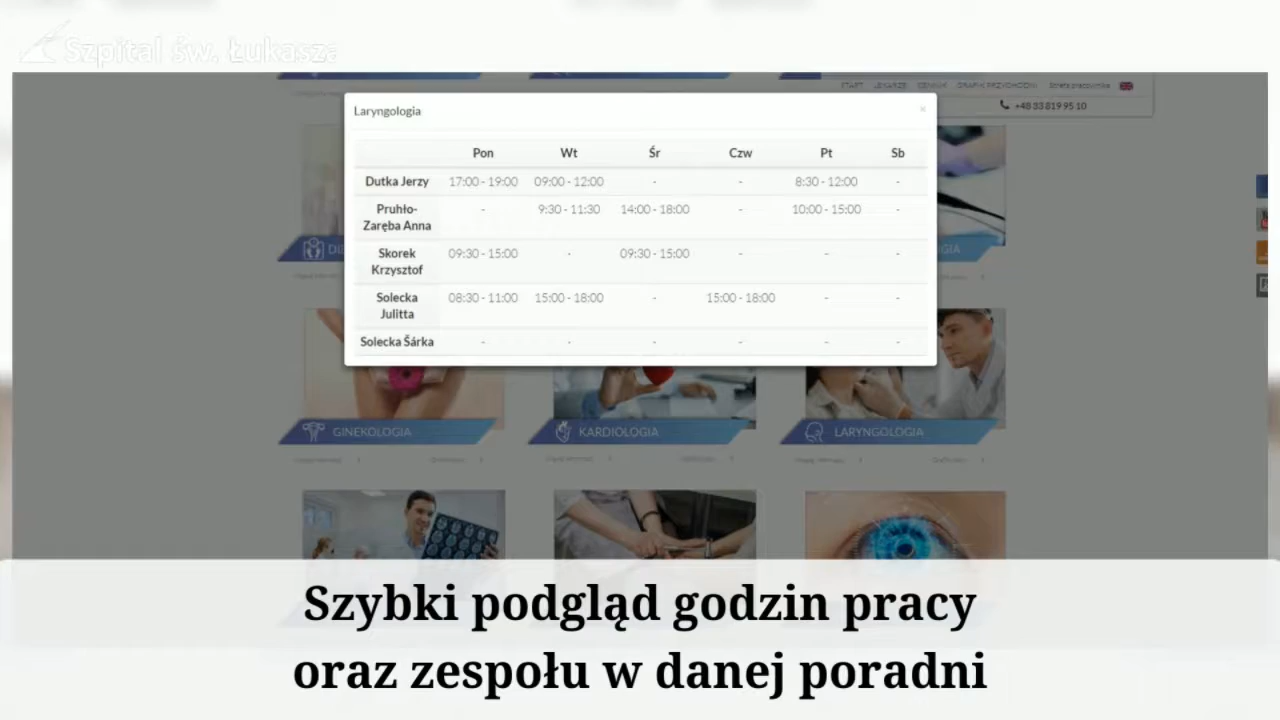 Szpital św. Łukasza
START LEKARZE CENNIK GRAFIK PRZYCHODNI Strefa pracownika
+48 33 819 95 10
Laryngologia ×
Pon Wt Śr Czw Pt Sb
Dutka Jerzy 17:00 - 19:00 09:00 - 12:00 - - 8:30 - 12:00 -
Pruhło- - 9:30 - 11:30 14:00 - 18:00 - 10:00 - 15:00 -
Zaręba Anna
Skorek 09:30 - 15:00 - 09:30 - 15:00 - - -
Krzysztof
Solecka 08:30 - 11:00 15:00 - 18:00 - 15:00 - 18:00 - -
Julitta
Solecka Šárka - - - - - -
GINEKOLOGIA KARDIOLOGIA LARYNGOLOGIA
Szybki podgląd godzin pracy
oraz zespołu w danej poradni